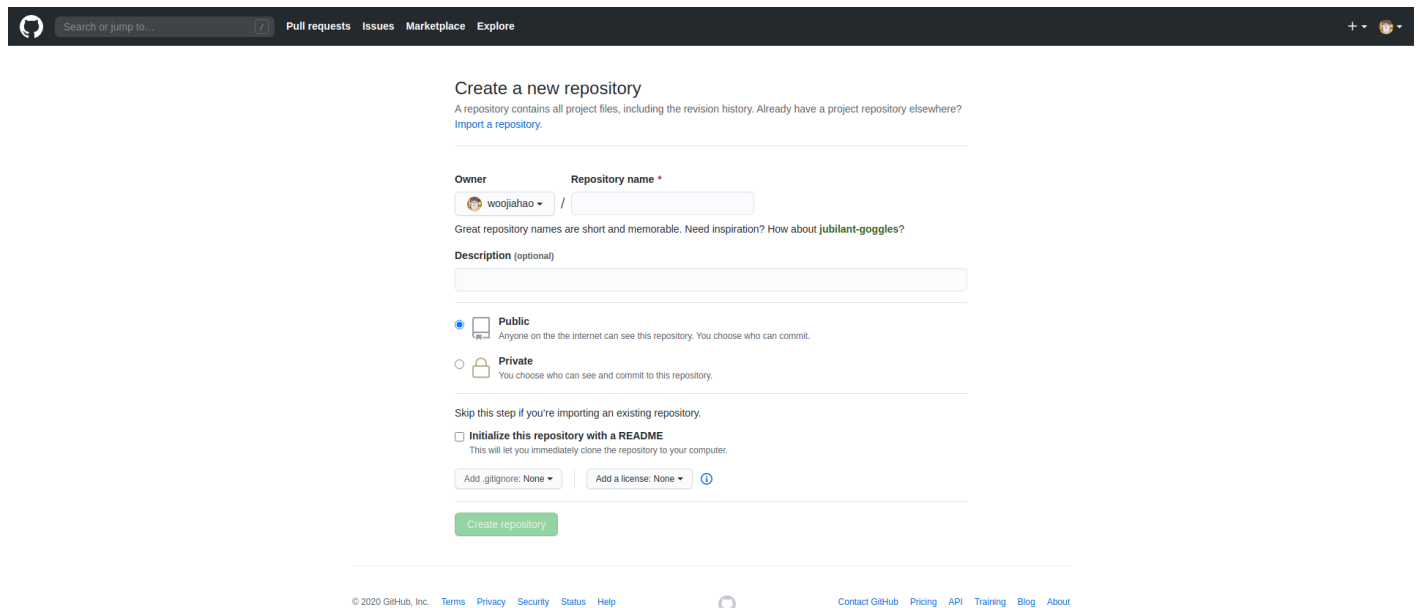 Search or jump to… / Pull requests Issues Marketplace Explore
Create a new repository
A repository contains all project files, including the revision history. Already have a project repository elsewhere?
Import a repository.
Owner Repository name *
woojiahao /
Great repository names are short and memorable. Need inspiration? How about jubilant-goggles?
Description (optional)
Public
Anyone on the the internet can see this repository. You choose who can commit.
Private
You choose who can see and commit to this repository.
Skip this step if you're importing an existing repository.
Initialize this repository with a README
This will let you immediately clone the repository to your computer.
Add .gitignore: None Add a license: None
Create repository
© 2020 GitHub, Inc. Terms Privacy Security Status Help Contact GitHub Pricing API Training Blog About